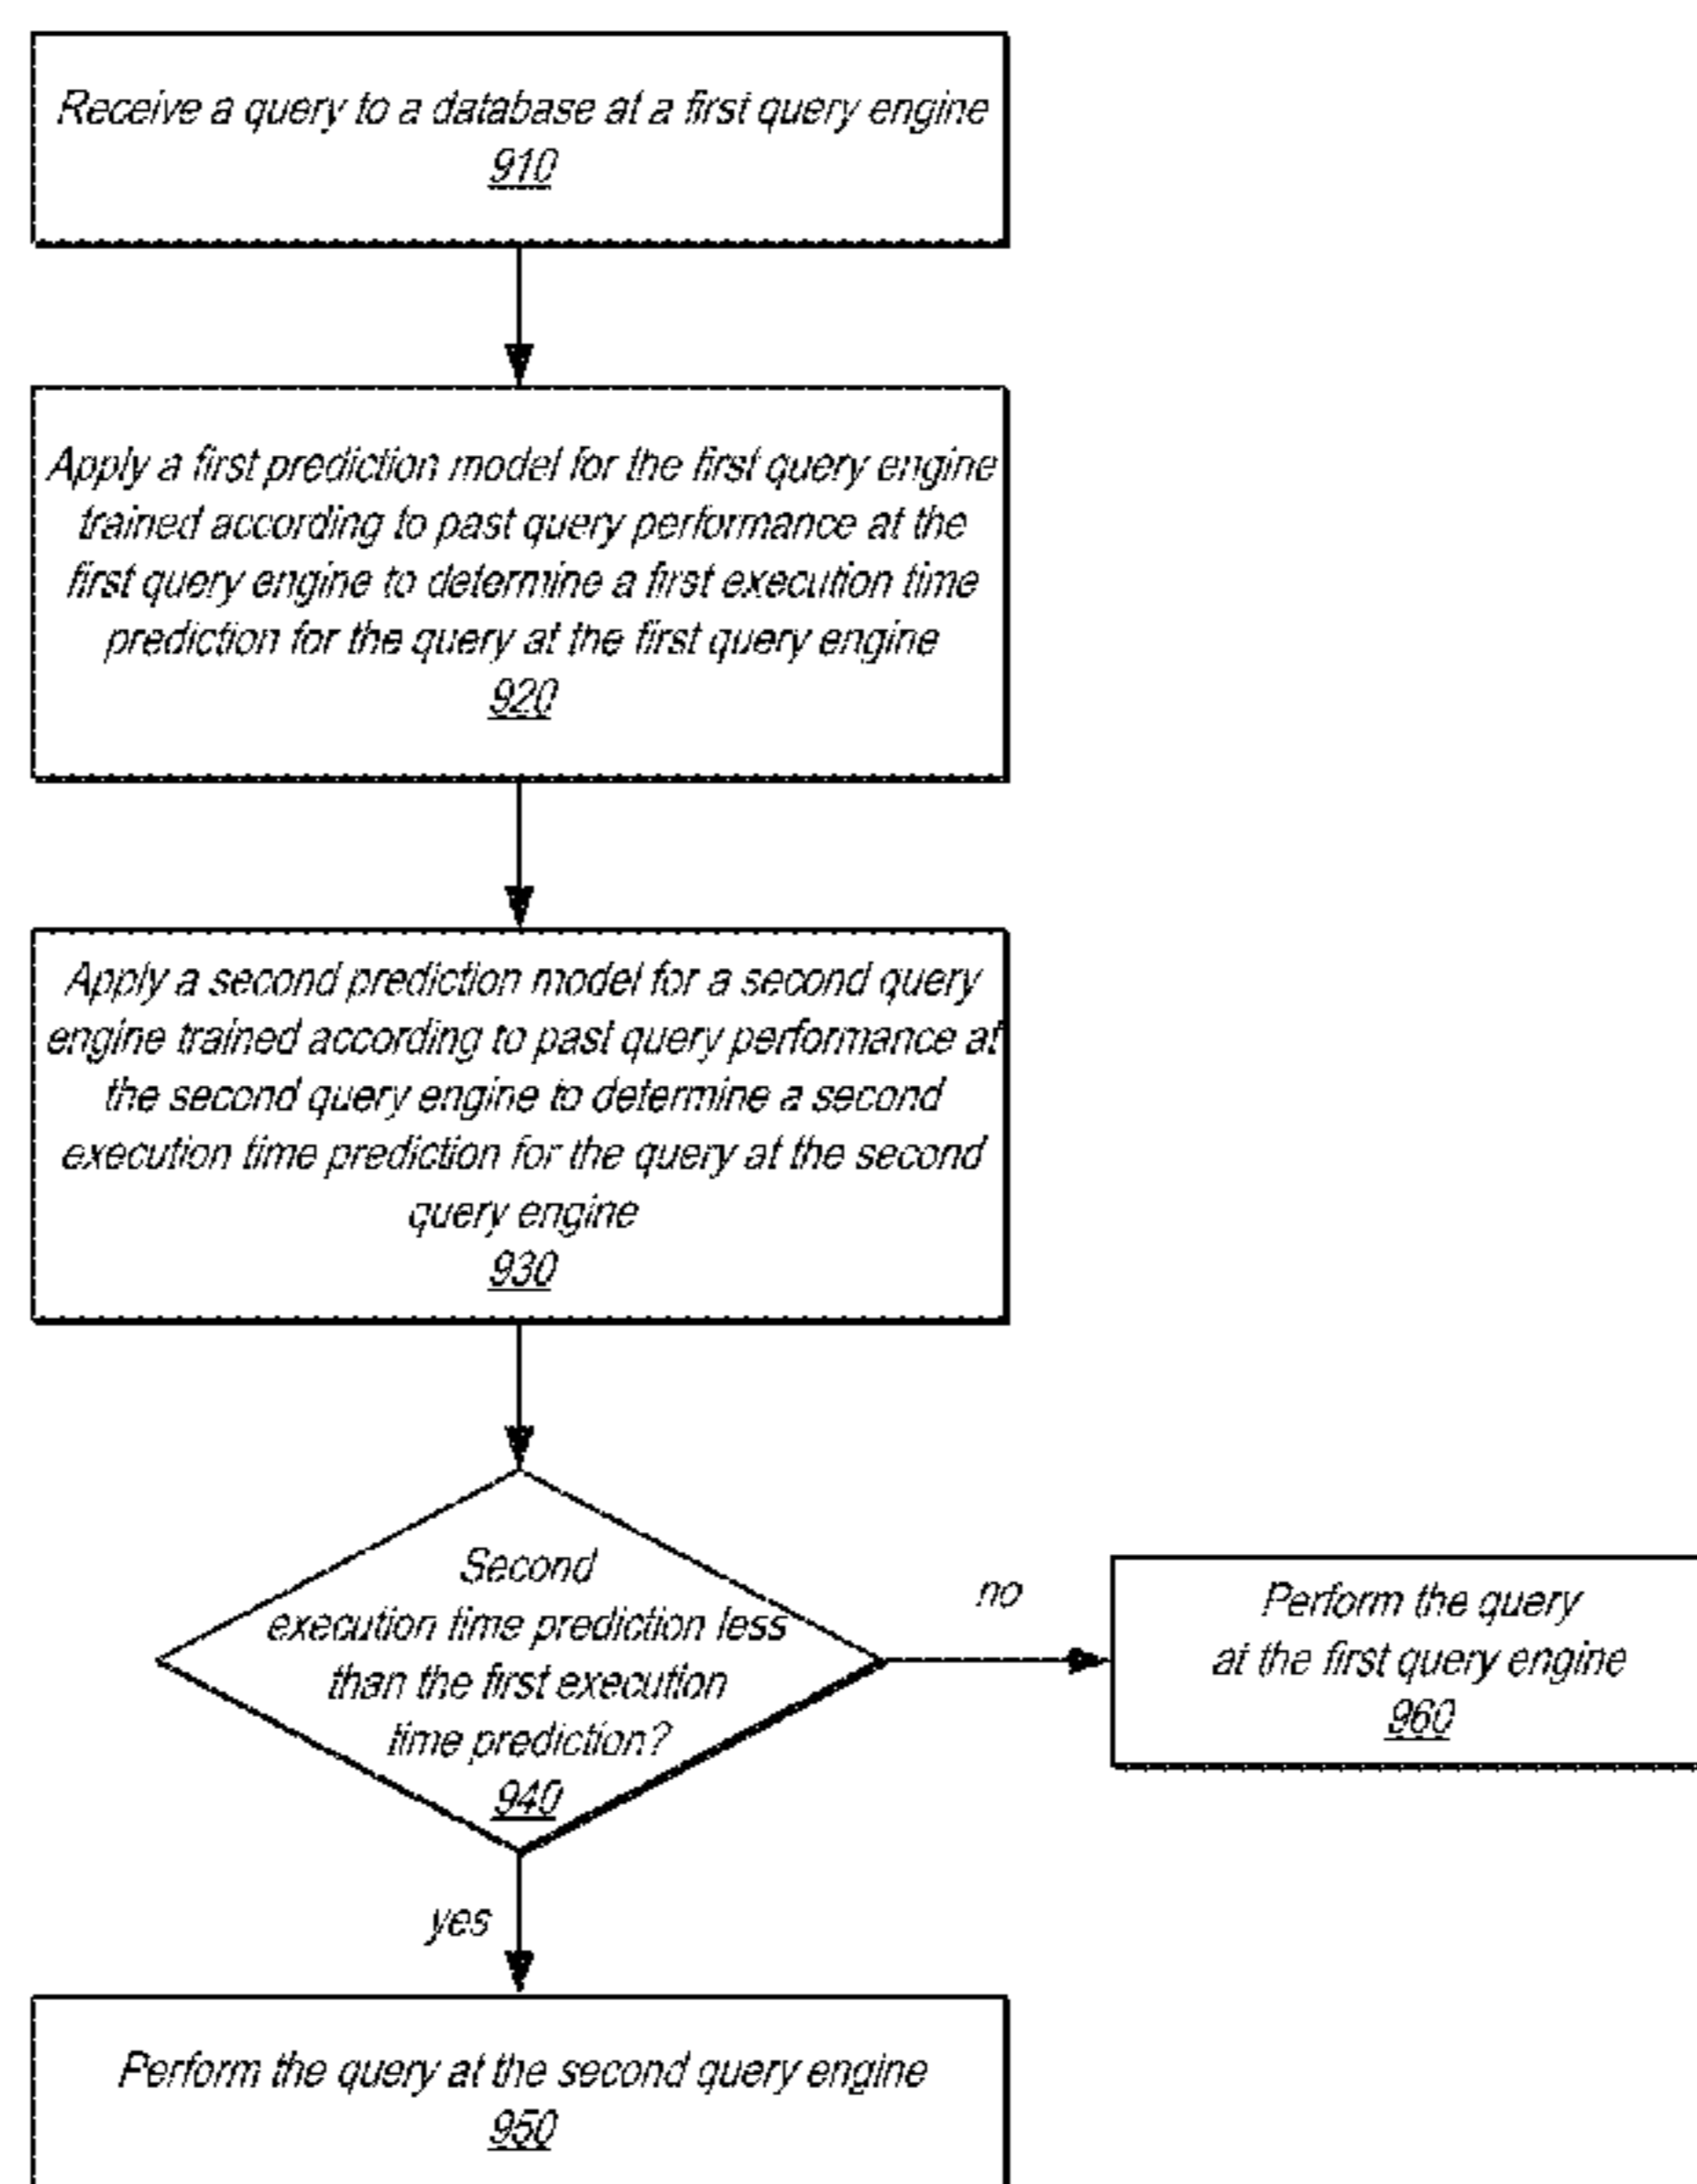 Receive a query to a database at a first query engine
910
Apply a first prediction model for the first query engine
trained according to past query performance at the
first query engine to determine a first execution time
prediction for the query at the first query engine
920
Apply a second prediction model for a second query
engine trained according to past query performance at
the second query engine to determine a second
execution time prediction for the query at the second
query engine
930
Second
execution time prediction less
than the first execution
time prediction?
940
no
Perform the query
at the first query engine
960
yes
Perform the query at the second query engine
950